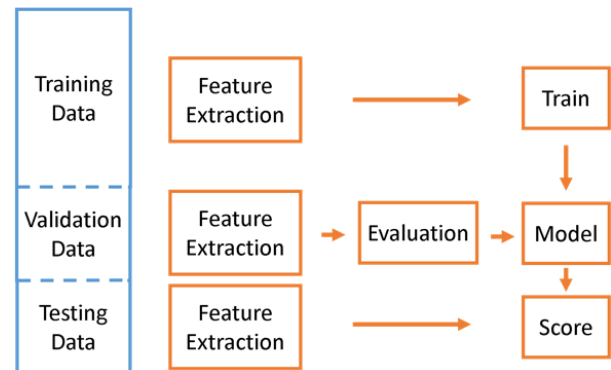 Training
Data
Feature
Extraction
Train
Validation
Data
Feature
Extraction
Evaluation
Model
Testing
Data
Feature
Extraction
Score